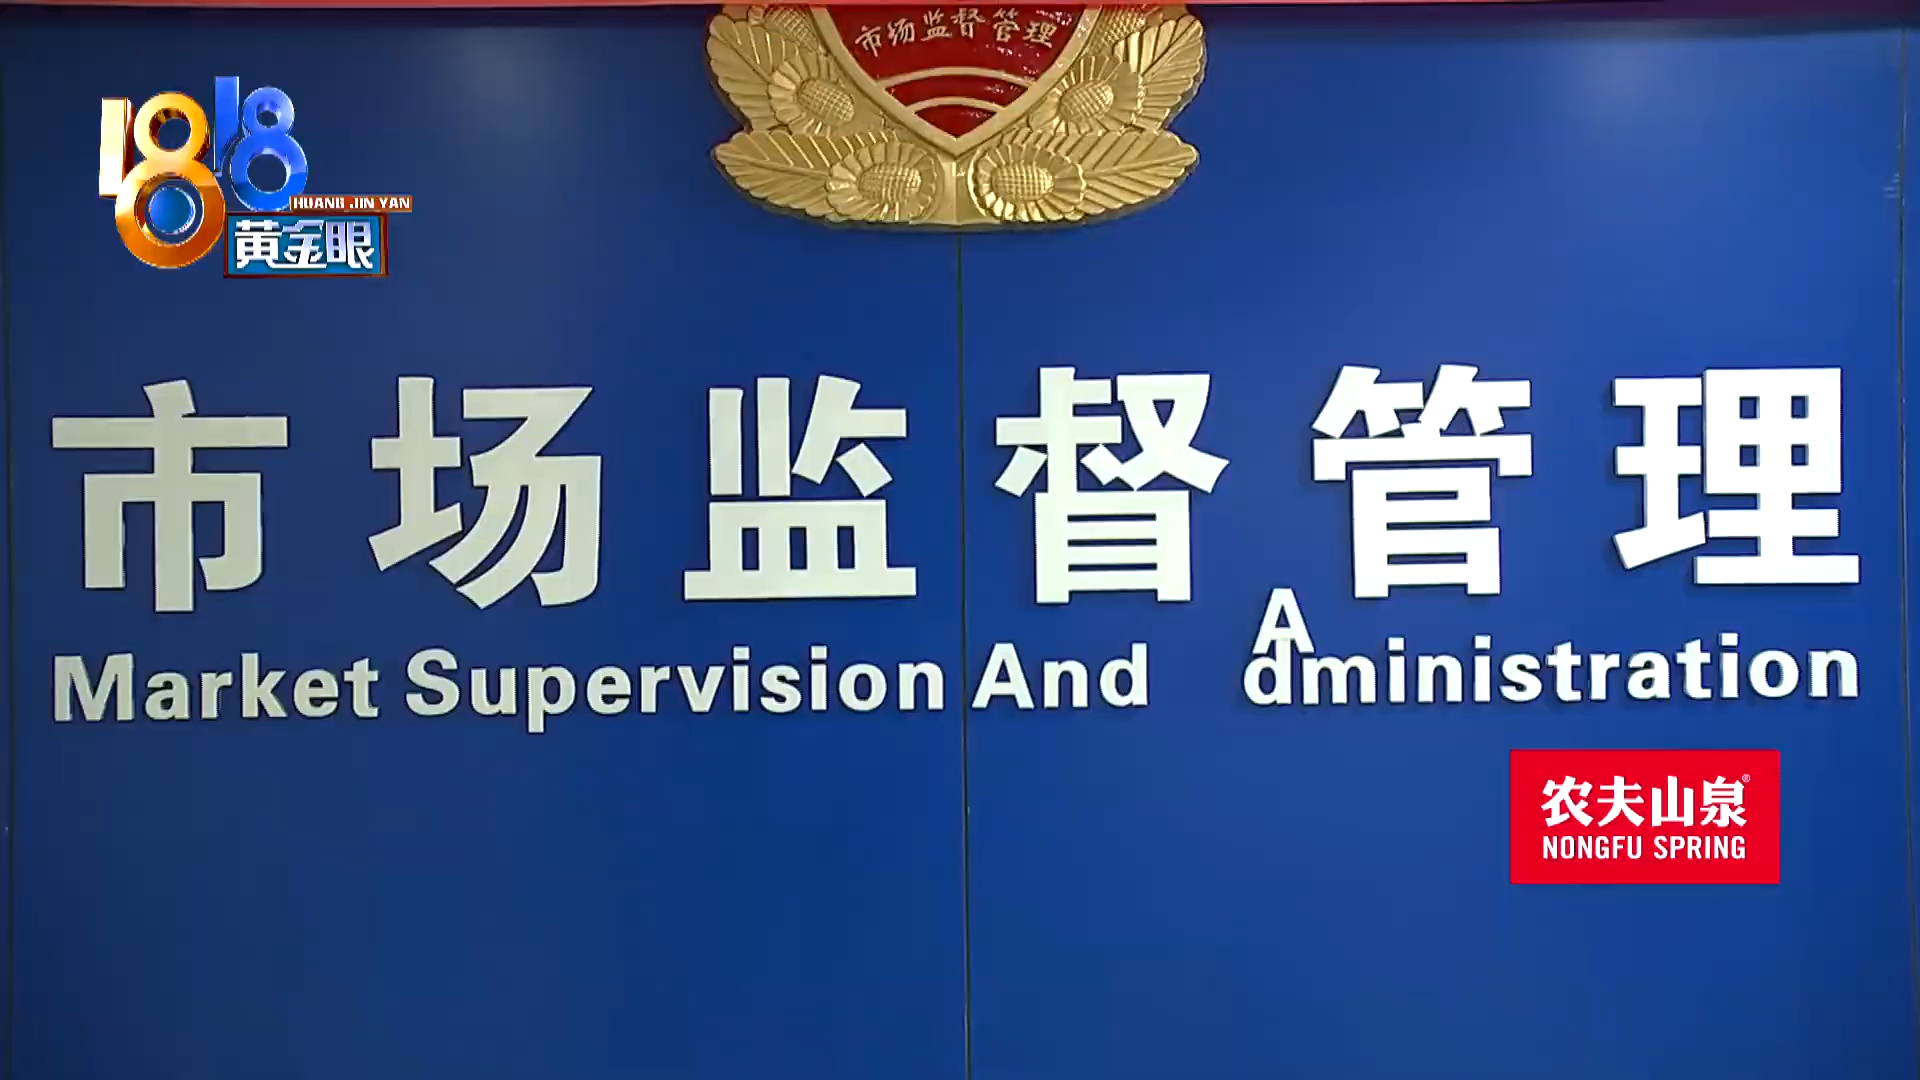 市场监督管理
1818
HUANG JIN YAN
黄金眼
市场监督管理
Market Supervision And Administration
农夫山泉®
NONGFU SPRING